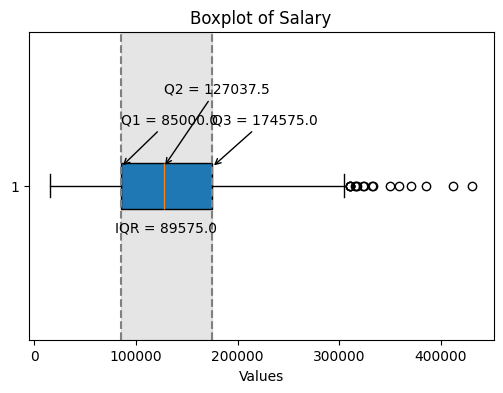 Boxplot of Salary
Q2 = 127037.5
Q1 = 85000.0
Q3 = 174575.0
1
IQR = 89575.0
0
100000
200000
300000
400000
Values